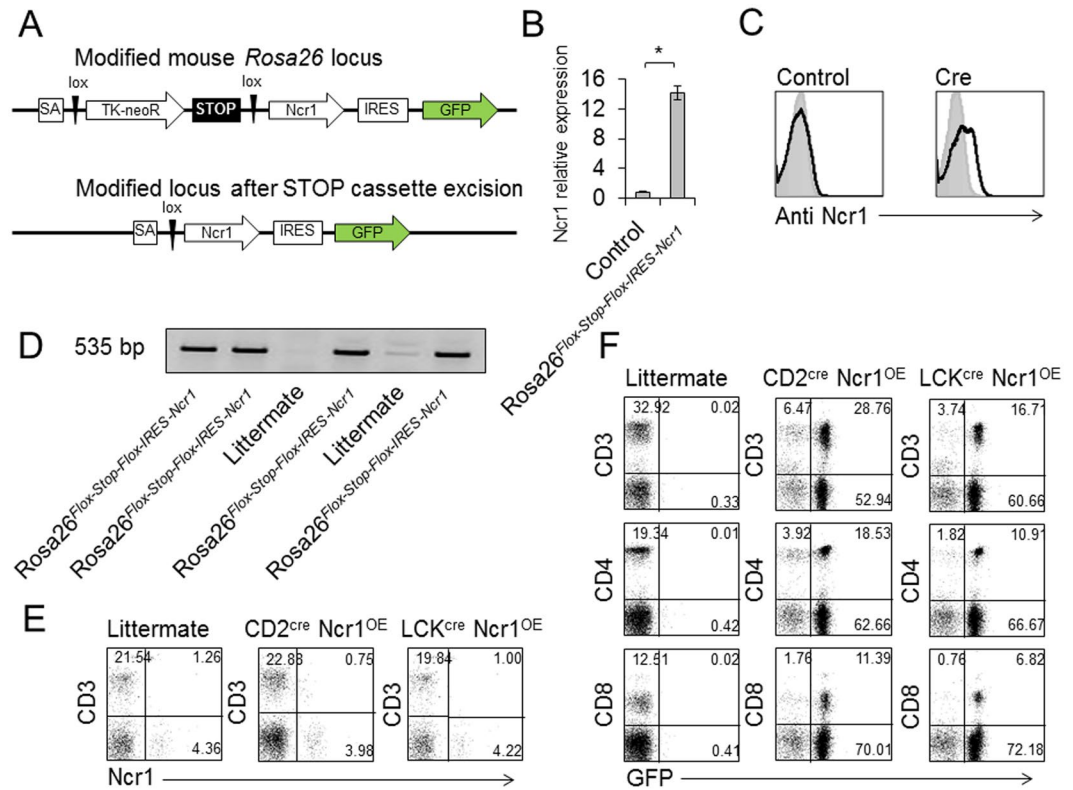 A
Modified mouse Rosa26 locus
lox lox
SA TK-neoR STOP Ncr1 IRES GFP
Modified locus after STOP cassette excision
lox
SA Ncr1 IRES GFP
B
*
Ncr1 relative expression
16
12
8
4
0
Control
Rosa26Flox-Stop-Flox-IRES-Ncr1
C
Control Cre
Anti Ncr1
D
535 bp
Rosa26Flox-Stop-Flox-IRES-Ncr1
Rosa26Flox-Stop-Flox-IRES-Ncr1
Littermate
Rosa26Flox-Stop-Flox-IRES-Ncr1
Littermate
Rosa26Flox-Stop-Flox-IRES-Ncr1
E
Littermate CD2cre Ncr1OE LCKcre Ncr1OE
CD3 21.54 1.26 4.36
CD3 22.88 0.75 3.98
CD3 19.84 1.00 4.22
Ncr1
F
Littermate CD2cre Ncr1OE LCKcre Ncr1OE
CD3 32.92 0.02 0.33
CD3 6.47 28.76 52.94
CD3 3.74 16.71 60.66
CD4 19.34 0.01 0.42
CD4 3.92 18.53 62.66
CD4 1.82 10.91 66.67
CD8 12.51 0.02 0.41
CD8 1.76 11.39 70.01
CD8 0.76 6.82 72.18
GFP